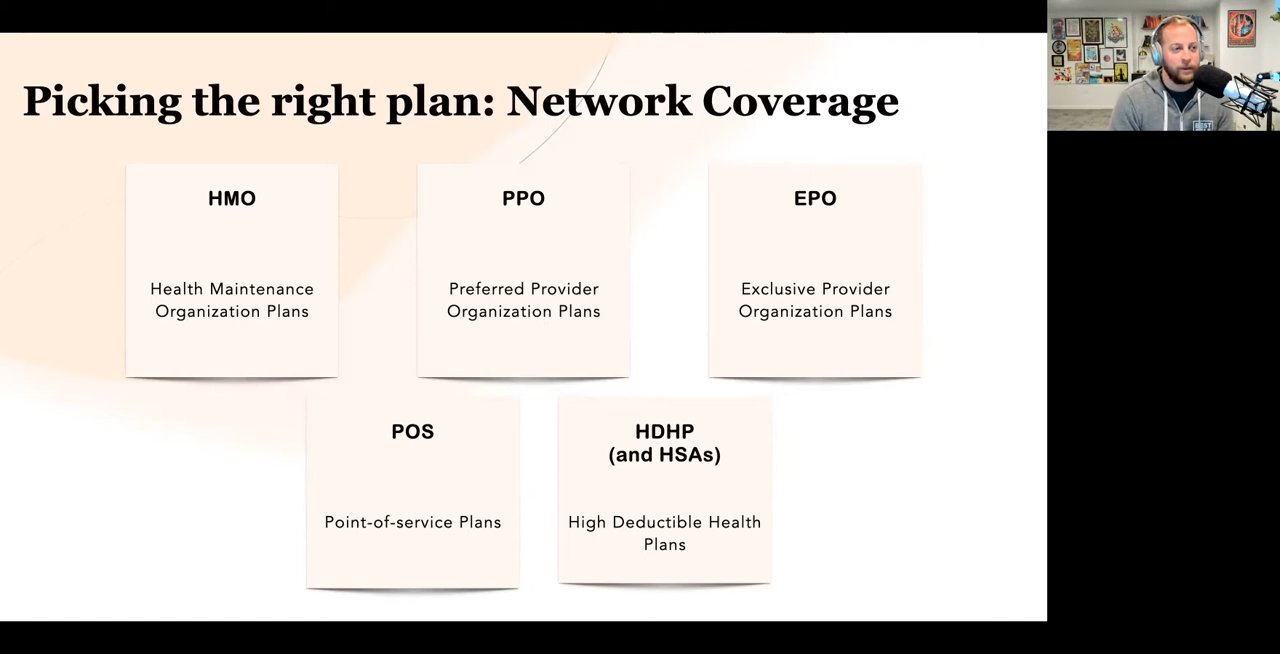 Picking the right plan: Network Coverage
HMO
Health Maintenance
Organization Plans
PPO
Preferred Provider
Organization Plans
EPO
Exclusive Provider
Organization Plans
POS
Point-of-service Plans
HDHP
(and HSAs)
High Deductible Health
Plans